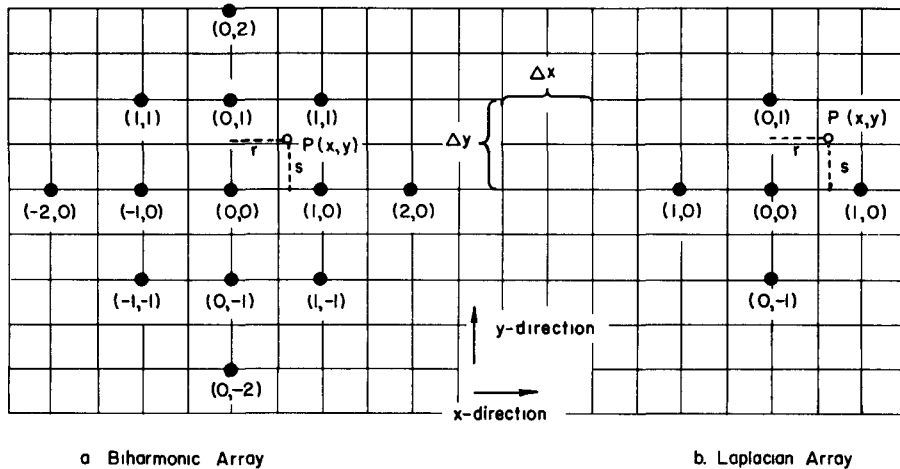 (0,2)
(1,1) (0,1) (1,1)
P(x,y)
r
s
(-2,0) (-1,0) (0,0) (1,0) (2,0)
(-1,-1) (0,-1) (1,-1)
(0,-2)
Δx
Δy
y-direction
x-direction
(0,1) P(x,y)
r
s
(1,0) (0,0) (1,0)
(0,-1)
a Biharmonic Array
b. Laplacian Array